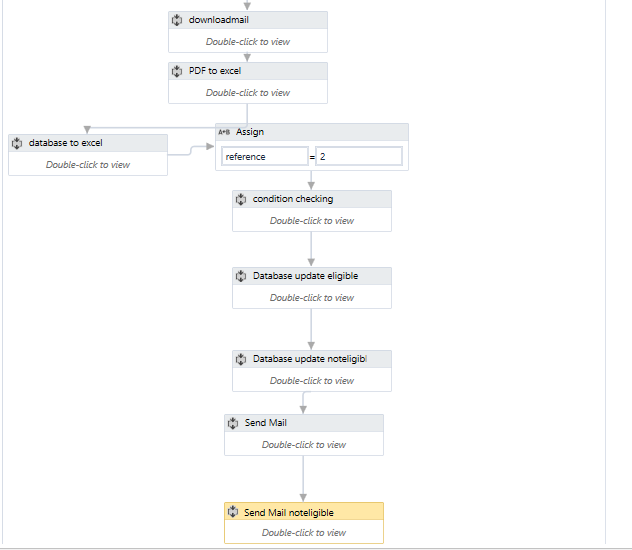 downloadmail
Double-click to view
PDF to excel
Double-click to view
A+B Assign
reference = 2
database to excel
Double-click to view
condition checking
Double-click to view
Database update eligible
Double-click to view
Database update noteligibl
Double-click to view
Send Mail
Double-click to view
Send Mail noteligible
Double-click to view